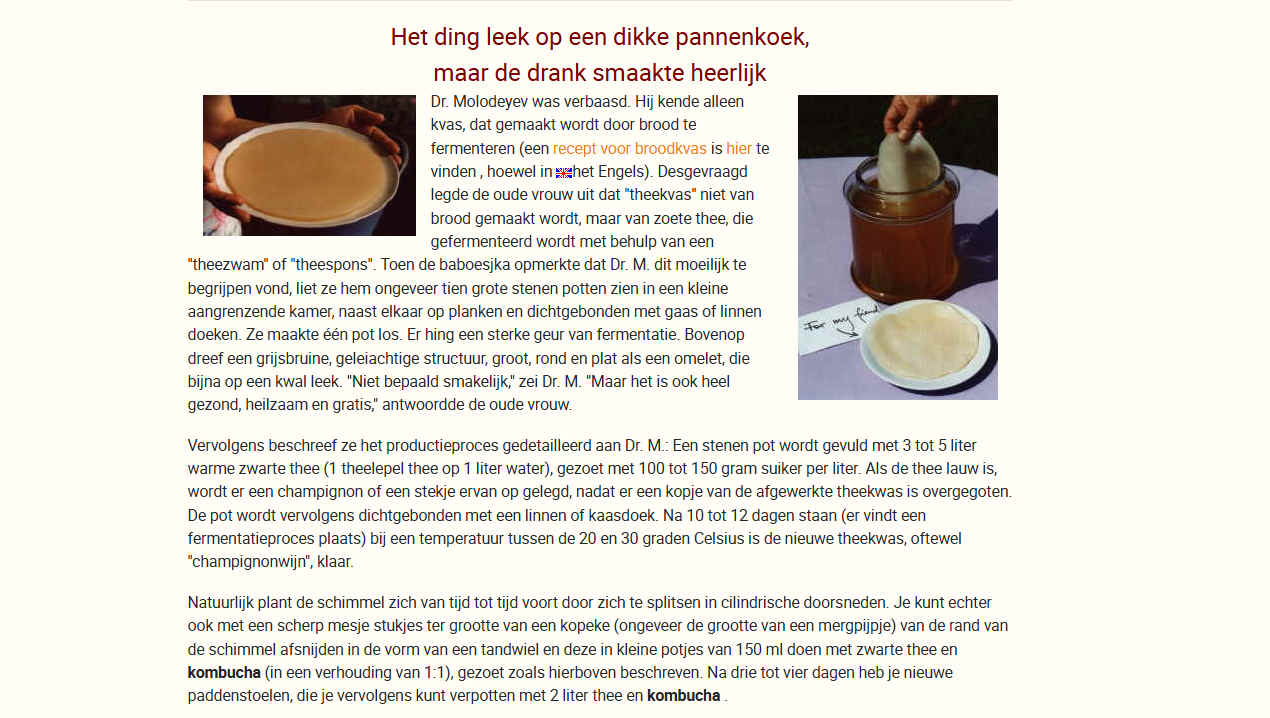 Het ding leek op een dikke pannenkoek,
maar de drank smaakte heerlijk
Dr. Molodeyev was verbaasd. Hij kende alleen
kvas, dat gemaakt wordt door brood te
fermenteren (een recept voor broodkvas is hier te
vinden , hoewel in het Engels). Desgevraagd
legde de oude vrouw uit dat "theekvas" niet van
brood gemaakt wordt, maar van zoete thee, die
gefermenteerd wordt met behulp van een
"theezwam" of "theespons". Toen de baboesjka opmerkte dat Dr. M. dit moeilijk te
begrijpen vond, liet ze hem ongeveer tien grote stenen potten zien in een kleine
aangrenzende kamer, naast elkaar op planken en dichtgebonden met gaas of linnen
doeken. Ze maakte één pot los. Er hing een sterke geur van fermentatie. Bovenop
dreef een grijsbruine, geleiachtige structuur, groot, rond en plat als een omelet, die
bijna op een kwal leek. "Niet bepaald smakelijk," zei Dr. M. "Maar het is ook heel
gezond, heilzaam en gratis," antwoordde de oude vrouw.
For my friend
Vervolgens beschreef ze het productieproces gedetailleerd aan Dr. M.: Een stenen pot wordt gevuld met 3 tot 5 liter
warme zwarte thee (1 theelepel thee op 1 liter water), gezoet met 100 tot 150 gram suiker per liter. Als de thee lauw is,
wordt er een champignon of een stekje ervan op gelegd, nadat er een kopje van de afgewerkte theekwas is overgegoten.
De pot wordt vervolgens dichtgebonden met een linnen of kaasdoek. Na 10 tot 12 dagen staan (er vindt een
fermentatieproces plaats) bij een temperatuur tussen de 20 en 30 graden Celsius is de nieuwe theekwas, oftewel
"champignonwijn", klaar.
Natuurlijk plant de schimmel zich van tijd tot tijd voort door zich te splitsen in cilindrische doorsneden. Je kunt echter
ook met een scherp mesje stukjes ter grootte van een kopeke (ongeveer de grootte van een mergpijpje) van de rand van
de schimmel afsnijden in de vorm van een tandwiel en deze in kleine potjes van 150 ml doen met zwarte thee en
kombucha (in een verhouding van 1:1), gezoet zoals hierboven beschreven. Na drie tot vier dagen heb je nieuwe
paddenstoelen, die je vervolgens kunt verpotten met 2 liter thee en kombucha .